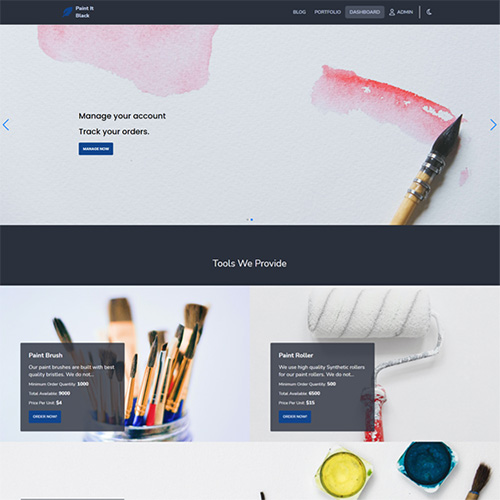 Paint It
Black
BLOG PORTFOLIO DASHBOARD ADMIN
Manage your account
Track your orders.
MANAGE NOW
Tools We Provide
Paint Brush
Our paint brushes are built with best
quality bristles. We do not...
Minimum Order Quantity: 1000
Total Available: 9000
Price Per Unit: $4
ORDER NOW!
Paint Roller
We use high quality Synthetic rollers
for our paint rollers. We do not...
Minimum Order Quantity: 500
Total Available: 6500
Price Per Unit: $15
ORDER NOW!